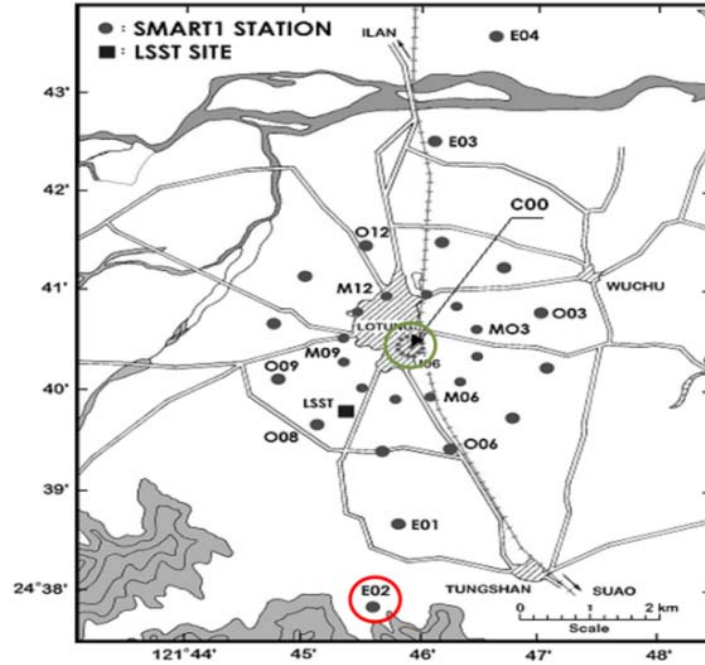 ● : SMART1 STATION
■ : LSST SITE
ILAN
E04
43'
E03
42'
C00
O12
41'
M12
WUCHU
O03
LOTUNG
MO3
M09
I06
40'
O09
LSST
M06
O08
O06
39'
E01
24°38'
E02
TUNGSHAN
SUAO
0 1 2 km
Scale
121°44'
45'
46'
47'
48'